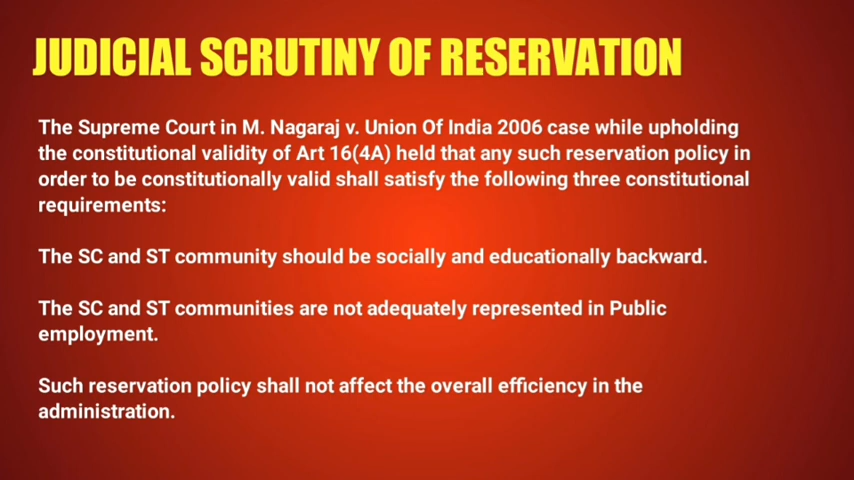 JUDICIAL SCRUTINY OF RESERVATION
The Supreme Court in M. Nagaraj v. Union Of India 2006 case while upholding
the constitutional validity of Art 16(4A) held that any such reservation policy in
order to be constitutionally valid shall satisfy the following three constitutional
requirements:
The SC and ST community should be socially and educationally backward.
The SC and ST communities are not adequately represented in Public
employment.
Such reservation policy shall not affect the overall efficiency in the
administration.